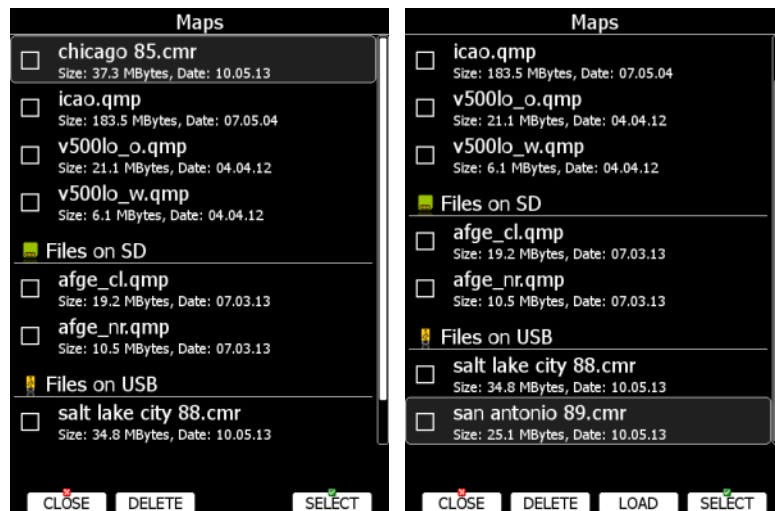 Maps
chicago 85.cmr
Size: 37.3 MBytes, Date: 10.05.13
icao.qmp
Size: 183.5 MBytes, Date: 07.05.04
v500lo_o.qmp
Size: 21.1 MBytes, Date: 04.04.12
v500lo_w.qmp
Size: 6.1 MBytes, Date: 04.04.12
Files on SD
afge_cl.qmp
Size: 19.2 MBytes, Date: 07.03.13
afge_nr.qmp
Size: 10.5 MBytes, Date: 07.03.13
Files on USB
salt lake city 88.cmr
Size: 34.8 MBytes, Date: 10.05.13
CLOSE DELETE SELECT
Maps
icao.qmp
Size: 183.5 MBytes, Date: 07.05.04
v500lo_o.qmp
Size: 21.1 MBytes, Date: 04.04.12
v500lo_w.qmp
Size: 6.1 MBytes, Date: 04.04.12
Files on SD
afge_cl.qmp
Size: 19.2 MBytes, Date: 07.03.13
afge_nr.qmp
Size: 10.5 MBytes, Date: 07.03.13
Files on USB
salt lake city 88.cmr
Size: 34.8 MBytes, Date: 10.05.13
san antonio 89.cmr
Size: 25.1 MBytes, Date: 10.05.13
CLOSE DELETE LOAD SELECT